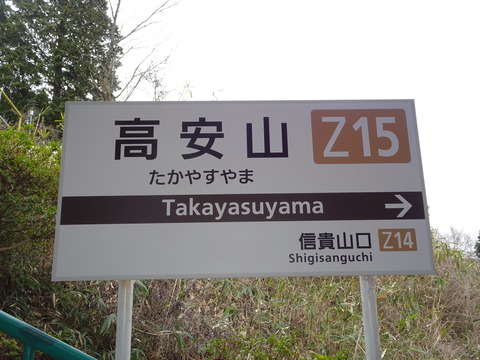 高安山 Z15
たかやすやま
Takayasuyama →
信貴山口 Z14
Shigisanguchi